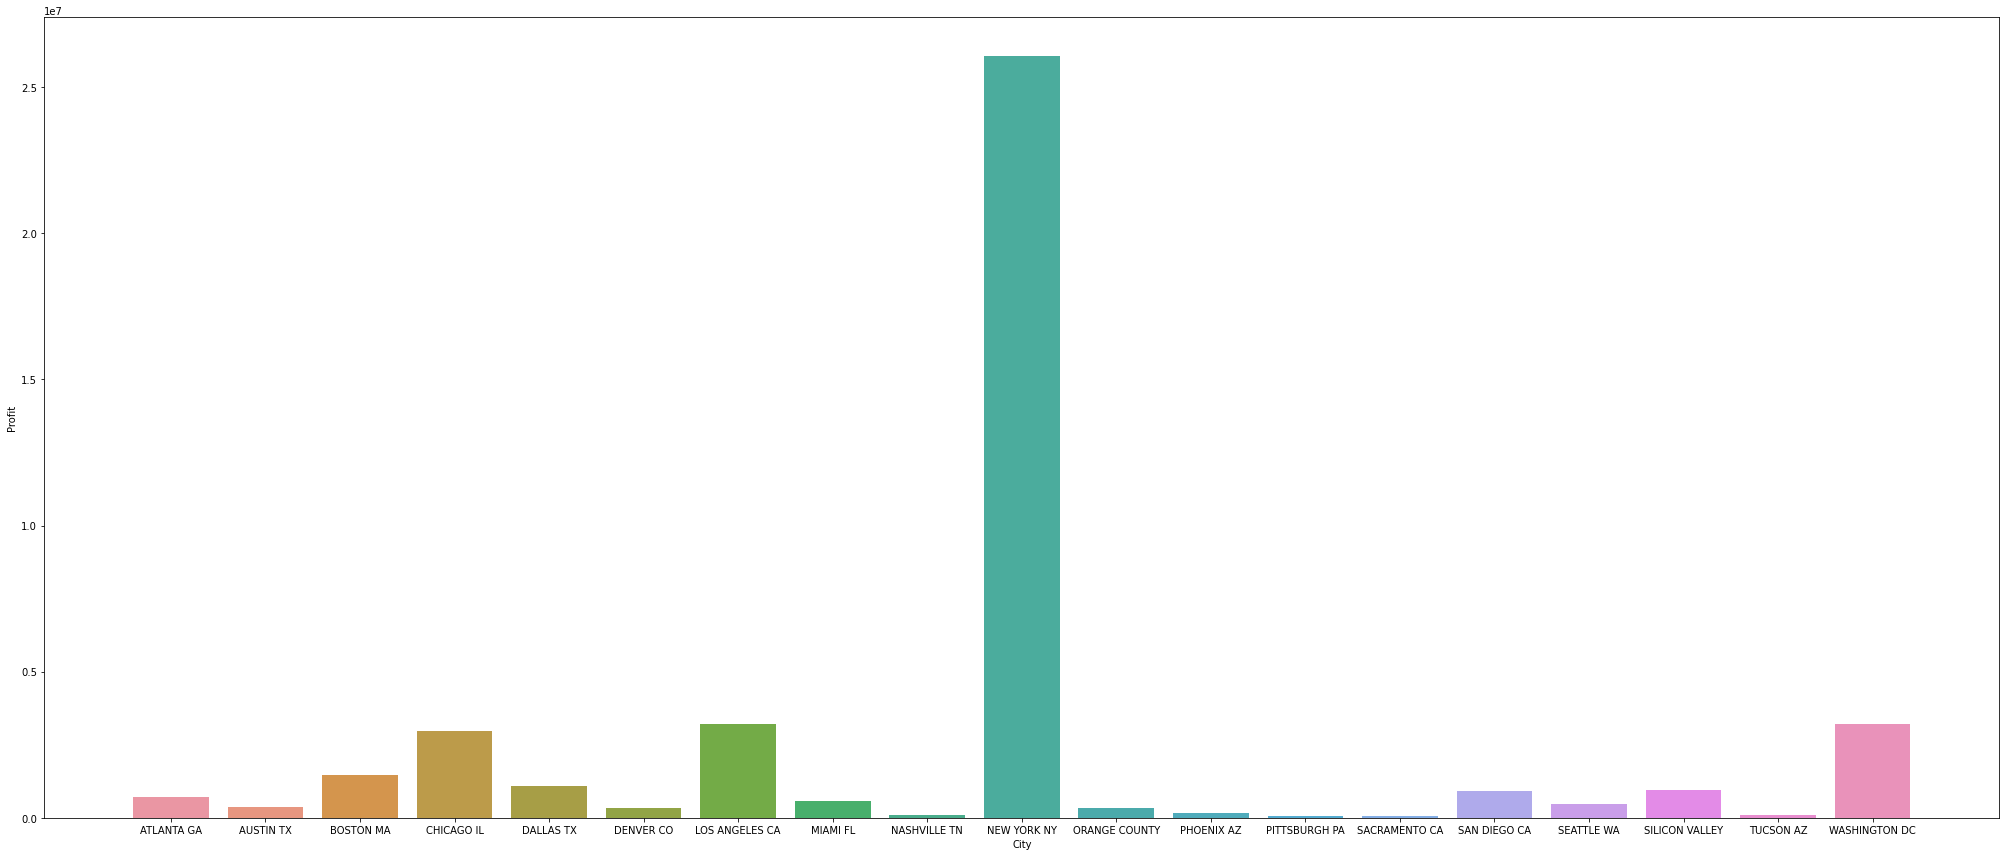 1e7
2.5
2.0
1.5
1.0
0.5
0.0
Profit
ATLANTA GA AUSTIN TX BOSTON MA CHICAGO IL DALLAS TX DENVER CO LOS ANGELES CA MIAMI FL NASHVILLE TN NEW YORK NY ORANGE COUNTY PHOENIX AZ PITTSBURGH PA SACRAMENTO CA SAN DIEGO CA SEATTLE WA SILICON VALLEY TUCSON AZ WASHINGTON DC
City